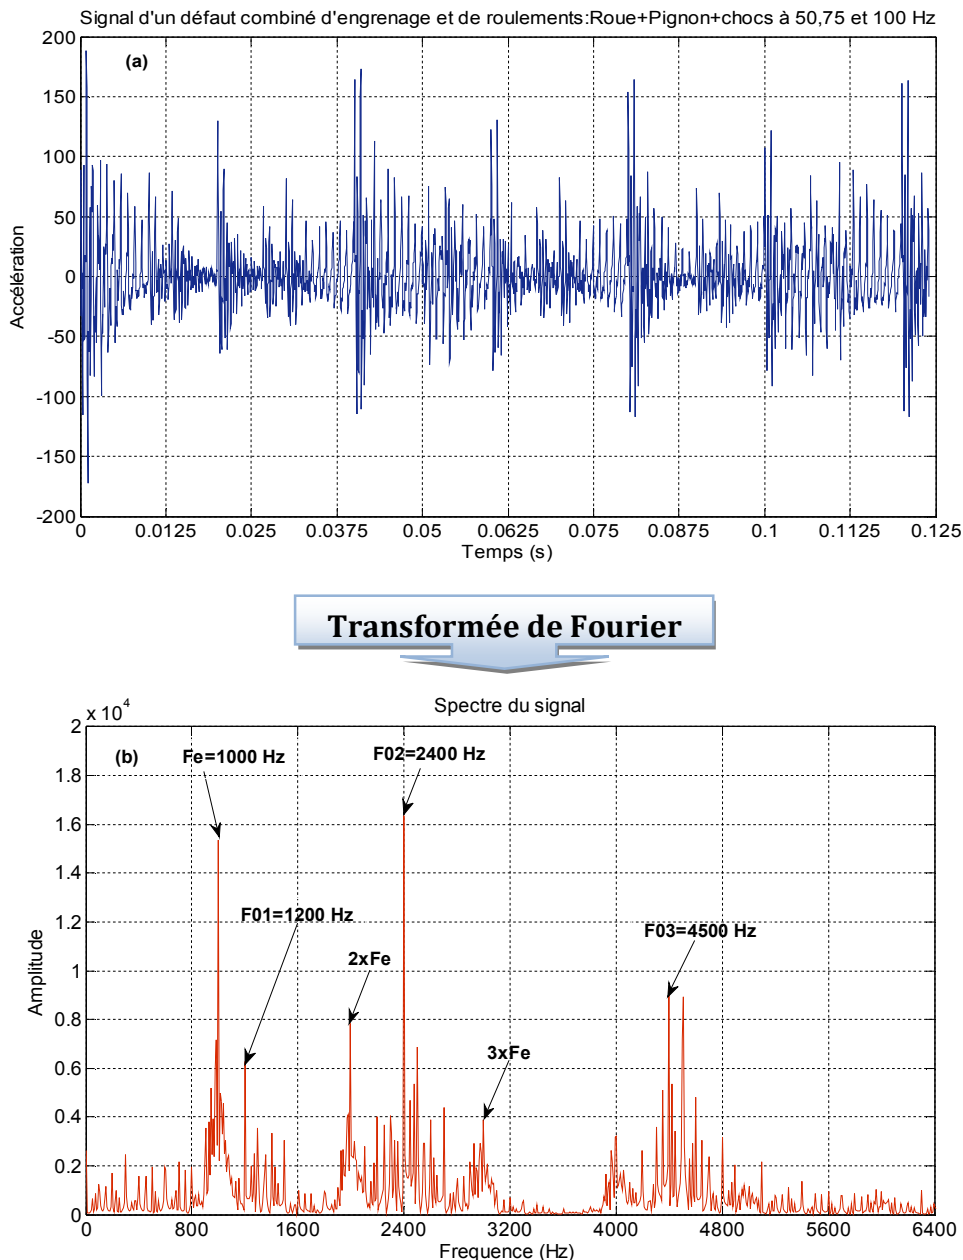 Signal d'un défaut combiné d'engrenage et de roulements:Roue+Pignon+chocs à 50,75 et 100 Hz
200
(a)
150
100
50
0
-50
-100
-150
-200
Accélération
0 0.0125 0.025 0.0375 0.05 0.0625 0.075 0.0875 0.1 0.1125 0.125
Temps (s)
Transformée de Fourier
Spectre du signal
x 10^4
2
(b)
Fe=1000 Hz
F02=2400 Hz
1.8
1.6
1.4
1.2
F01=1200 Hz
F03=4500 Hz
2xFe
1
Amplitude
0.8
3xFe
0.6
0.4
0.2
0
0 800 1600 2400 3200 4000 4800 5600 6400
Frequence (Hz)